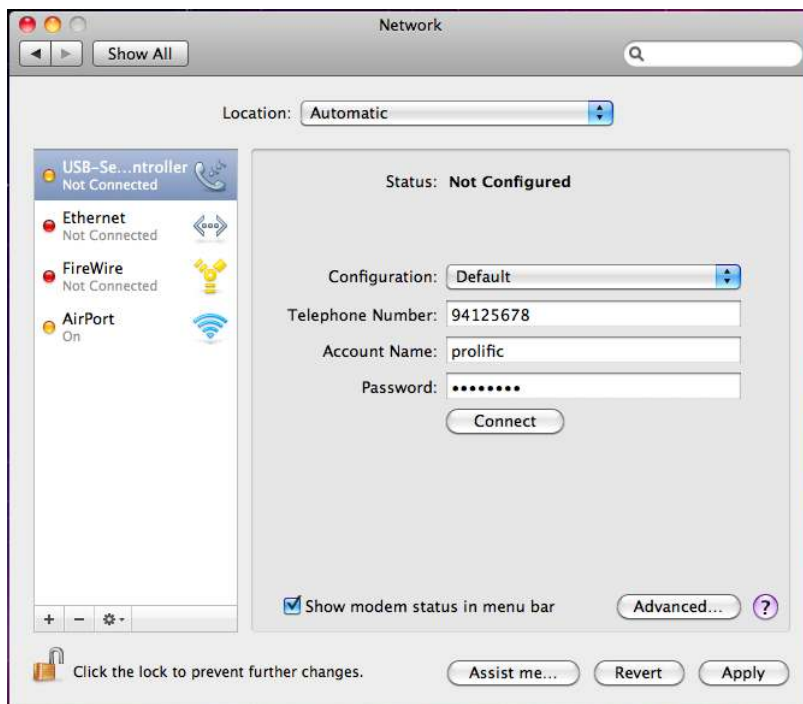 Network
Show All
Location: Automatic
USB-Se...ntroller
Not Connected
Ethernet
Not Connected
FireWire
Not Connected
AirPort
On
Status: Not Configured
Configuration: Default
Telephone Number: 94125678
Account Name: prolific
Password: ••••••••
Connect
Show modem status in menu bar
Advanced... ?
+ −
Click the lock to prevent further changes.
Assist me... Revert Apply